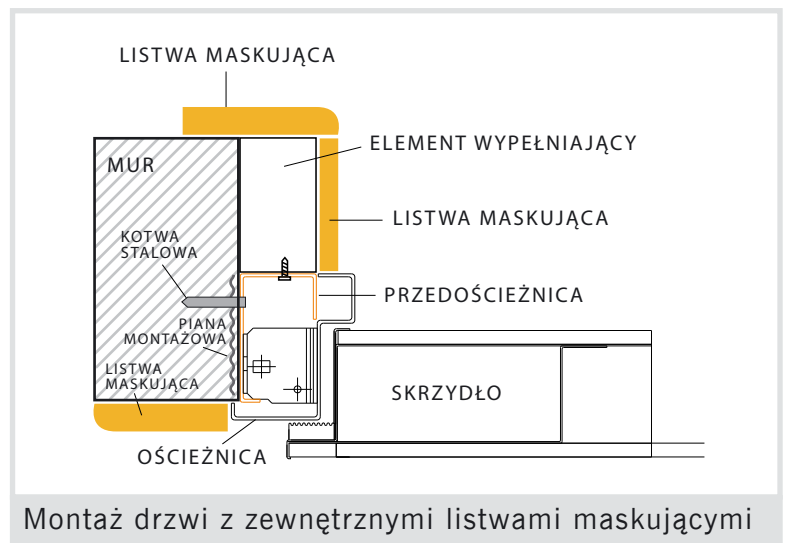 LISTWA MASKUJĄCA
ELEMENT WYPEŁNIAJĄCY
MUR
LISTWA MASKUJĄCA
KOTWA
STALOWA
PRZEDOŚCIEŻNICA
PIANA
MONTAŻOWA
LISTWA
MASKUJĄCA
SKRZYDŁO
OŚCIEŻNICA
Montaż drzwi z zewnętrznymi listwami maskującymi